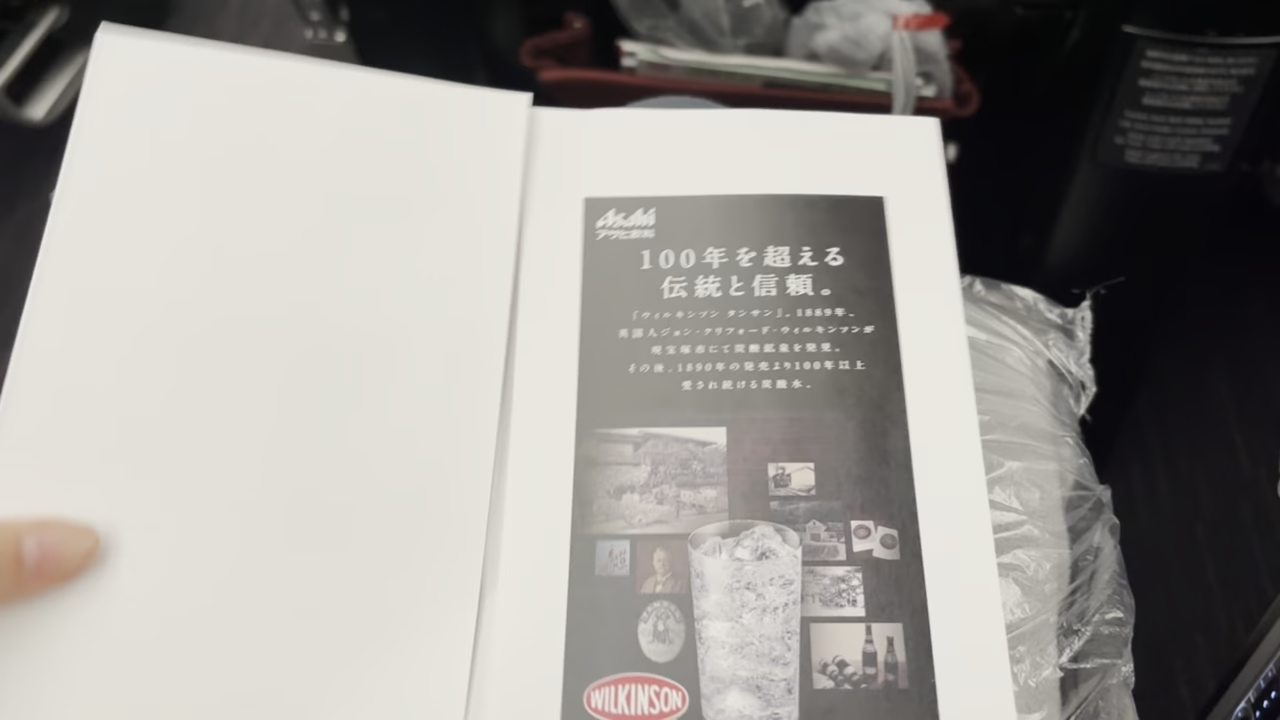 Asahi
アサヒ飲料
100年を超える
伝統と信頼。
「ウィルキンソン タンサン」。1889年、
英国人ジョン・クリフォード・ウィルキンソンが
現宝塚市にて炭酸鉱泉を発見。
その後、1890年の発売より100年以上
愛され続ける炭酸水。
WILKINSON